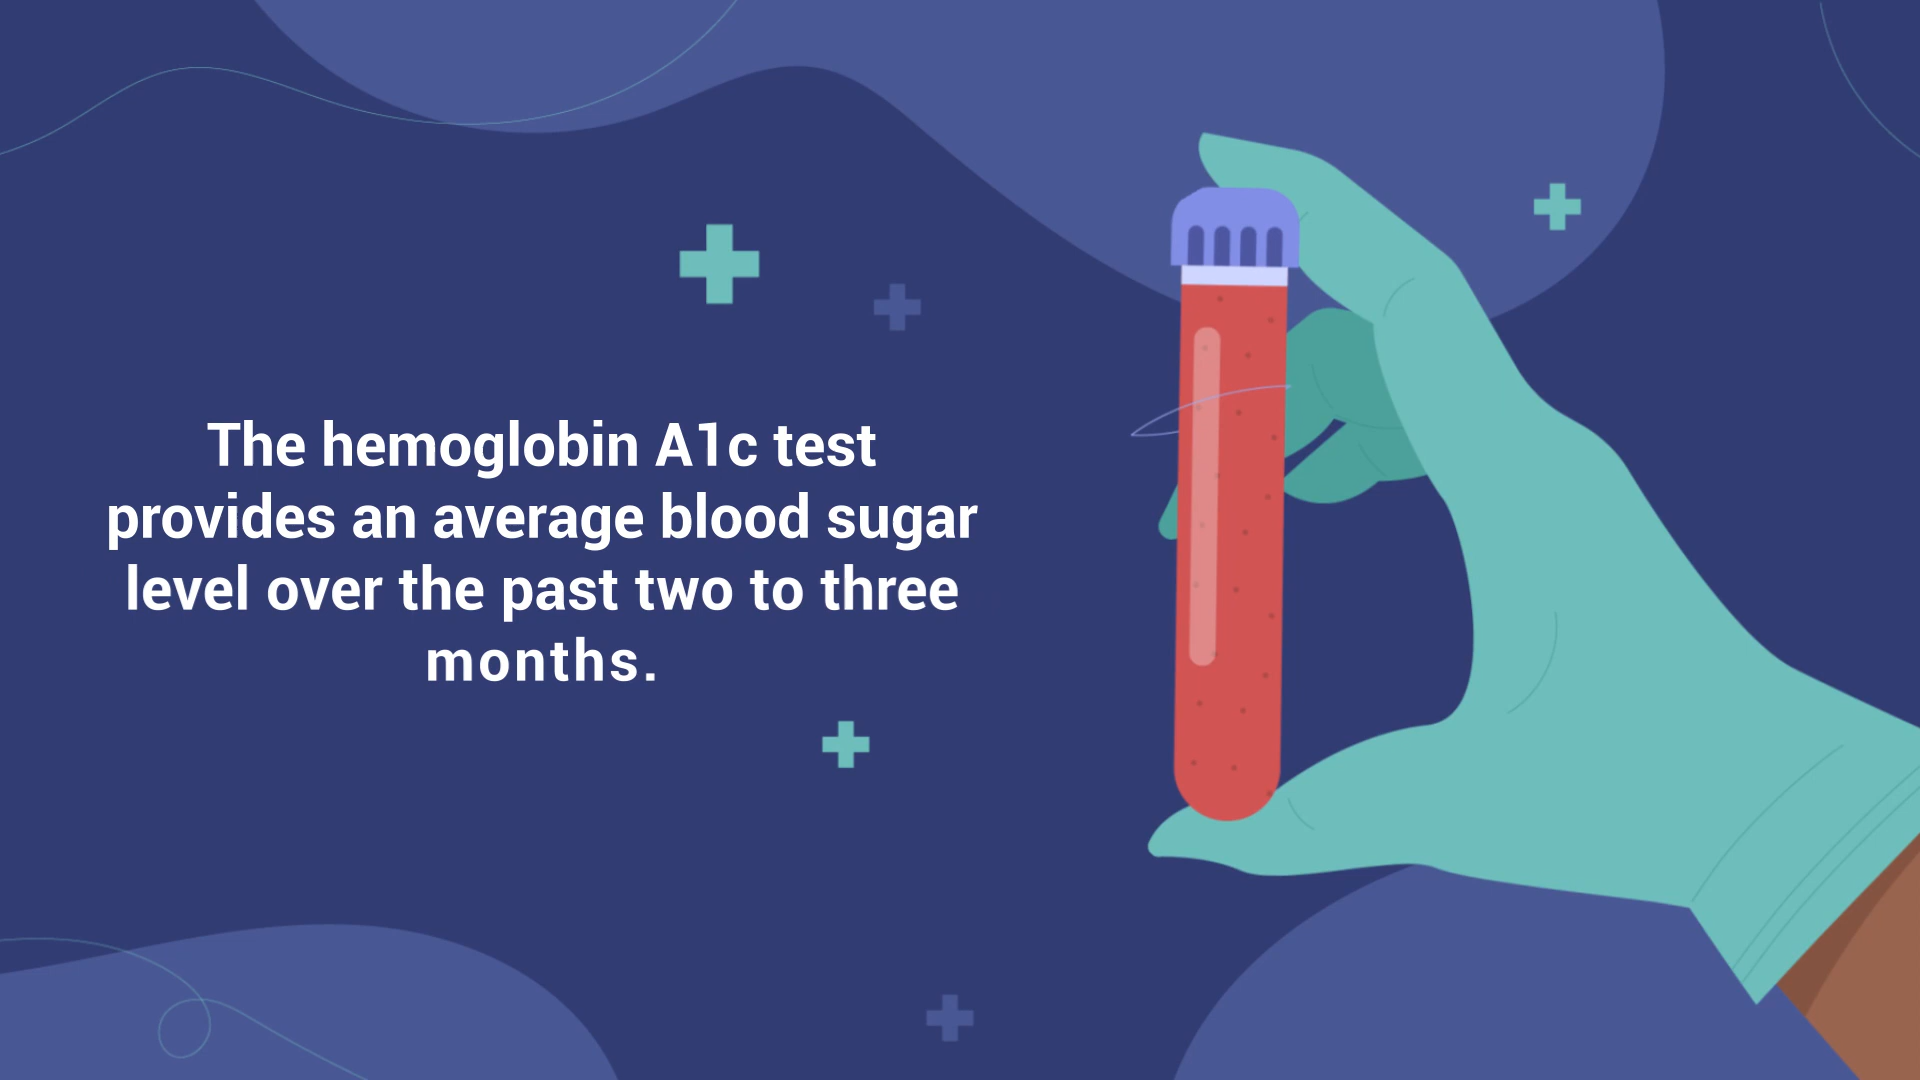 The hemoglobin A1c test
provides an average blood sugar
level over the past two to three
months.